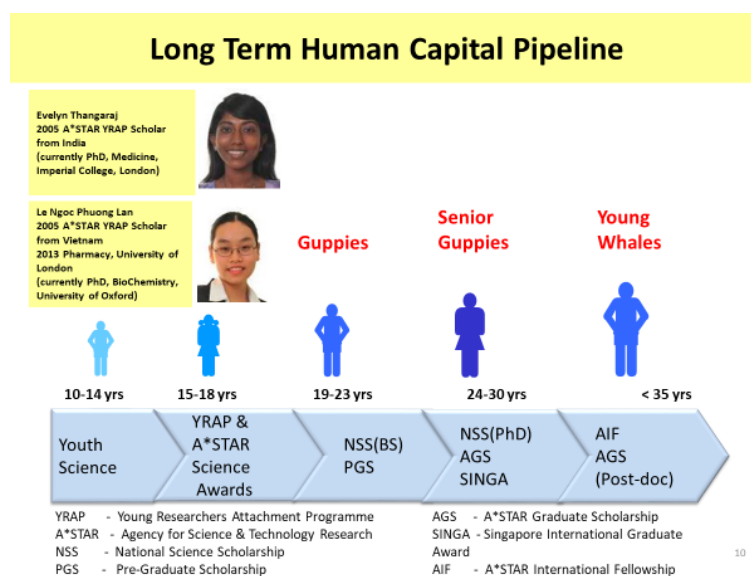 Long Term Human Capital Pipeline
Evelyn Thangaraj
2005 A*STAR YRAP Scholar
from India
(currently PhD, Medicine,
Imperial College, London)
Le Ngoc Phuong Lan
2005 A*STAR YRAP Scholar
from Vietnam
2013 Pharmacy, University of
London
(currently PhD, BioChemistry,
University of Oxford)
Guppies
Senior
Guppies
Young
Whales
10-14 yrs
15-18 yrs
19-23 yrs
24-30 yrs
< 35 yrs
Youth
Science
YRAP &
A*STAR
Science
Awards
NSS(BS)
PGS
NSS(PhD)
AGS
SINGA
AIF
AGS
(Post-doc)
YRAP - Young Researchers Attachment Programme
A*STAR - Agency for Science & Technology Research
NSS - National Science Scholarship
PGS - Pre-Graduate Scholarship
AGS - A*STAR Graduate Scholarship
SINGA - Singapore International Graduate
Award
AIF - A*STAR International Fellowship
10